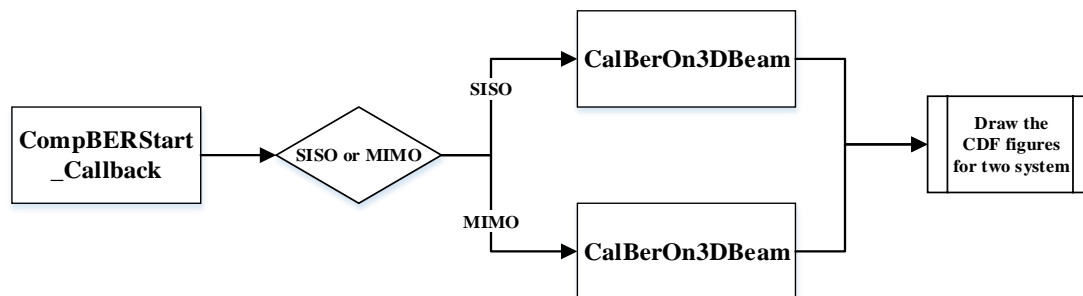 CompBERStart
_Callback
SISO or MIMO
SISO
CalBerOn3DBeam
MIMO
CalBerOn3DBeam
Draw the
CDF figures
for two system